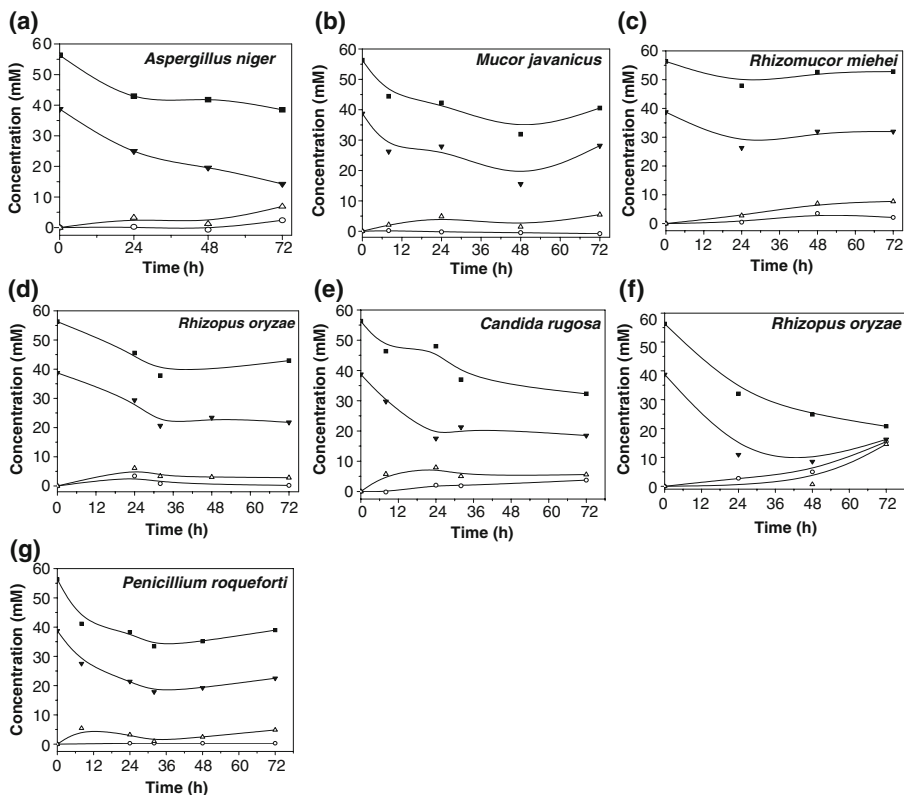 (a)
Aspergillus niger
Concentration (mM)
60
50
40
30
20
10
0
0 24 48 72
Time (h)
(b)
Mucor javanicus
Concentration (mM)
60
50
40
30
20
10
0
0 12 24 36 48 60 72
Time (h)
(c)
Rhizomucor miehei
Concentration (mM)
60
50
40
30
20
10
0
0 12 24 36 48 60 72
Time (h)
(d)
Rhizopus oryzae
Concentration (mM)
60
50
40
30
20
10
0
0 12 24 36 48 60 72
Time (h)
(e)
Candida rugosa
Concentration (mM)
60
50
40
30
20
10
0
0 12 24 36 48 60 72
Time (h)
(f)
Rhizopus oryzae
Concentration (mM)
60
50
40
30
20
10
0
0 12 24 36 48 60 72
Time (h)
(g)
Penicillium roqueforti
Concentration (mM)
60
50
40
30
20
10
0
0 12 24 36 48 60 72
Time (h)